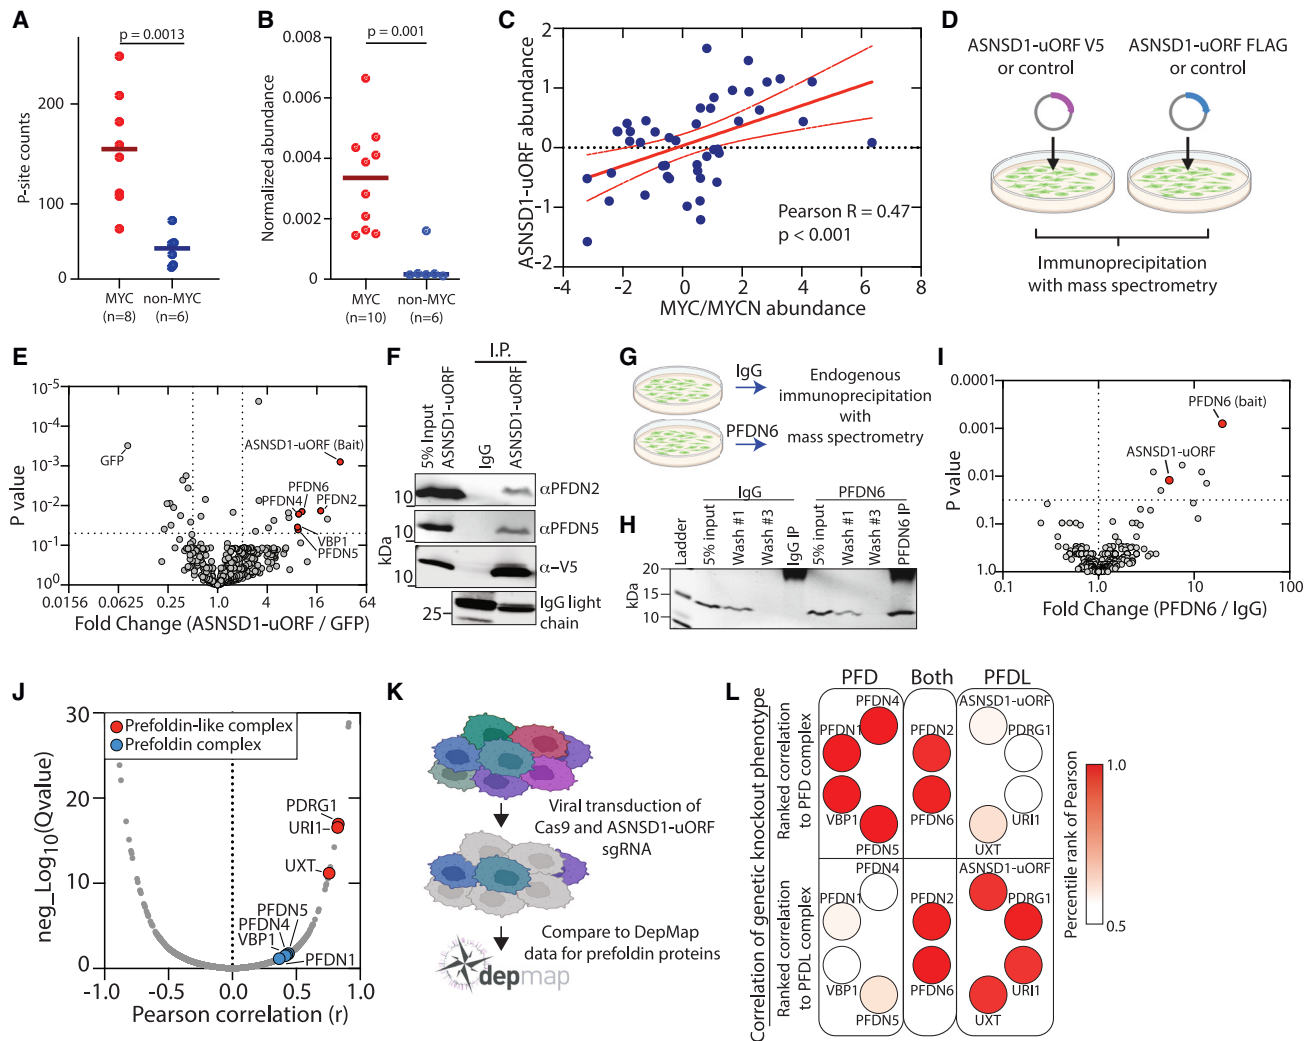 A
p = 0.0013
P-site counts
200
100
0
MYC
(n=8)
non-MYC
(n=6)
B
p = 0.001
Normalized abundance
0.008
0.006
0.004
0.002
0
MYC
(n=10)
non-MYC
(n=6)
C
ASNSD1-uORF abundance
2
1
0
−1
−2
Pearson R = 0.47
p < 0.001
-4
-2
0
2
4
6
8
MYC/MYCN abundance
D
ASNSD1-uORF V5
or control
ASNSD1-uORF FLAG
or control
Immunoprecipitation
with mass spectrometry
E
P value
10-5
10-4
10-3
10-2
10-1
100
GFP
ASNSD1-uORF (Bait)
PFDN6
PFDN4
PFDN2
VBP1
PFDN5
0.0156
0.0625
0.25
1.0
4
16
64
Fold Change (ASNSD1-uORF / GFP)
F
I.P.
5% Input
ASNSD1-uORF
IgG
ASNSD1-uORF
10
αPFDN2
10
αPFDN5
10
α–V5
25
IgG light
chain
kDa
G
IgG
PFDN6
Endogenous
immunoprecipitation
with
mass spectrometry
H
IgG
PFDN6
Ladder
5% input
Wash #1
Wash #3
IgG IP
5% input
Wash #1
Wash #3
PFDN6 IP
kDa
20
15
10
I
P value
0.0001
0.001
0.01
0.1
1.0
PFDN6 (bait)
ASNSD1-uORF
0.1
1.0
10
100
Fold Change (PFDN6 / IgG)
J
neg_Log10(Qvalue)
30
20
10
0
Prefoldin-like complex
Prefoldin complex
PDRG1
URI1
UXT
PFDN5
PFDN4
VBP1
PFDN1
-1.0
-0.5
0.0
0.5
1.0
Pearson correlation (r)
K
Viral transduction of
Cas9 and ASNSD1-uORF
sgRNA
Compare to DepMap
data for prefoldin proteins
depmap
L
PFD
Both
PFDL
Correlation of genetic knockout phenotype
Ranked correlation
to PFD complex
PFDN4
PFDN1
VBP1
PFDN5
PFDN2
PFDN6
ASNSD1-uORF
PDRG1
URI1
UXT
Ranked correlation
to PFDL complex
PFDN4
PFDN1
VBP1
PFDN5
PFDN2
PFDN6
ASNSD1-uORF
PDRG1
URI1
UXT
1.0
0.5
Percentile rank of Pearson